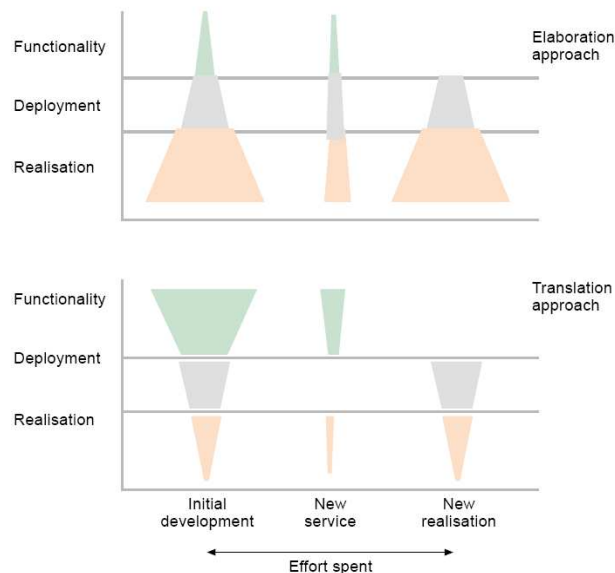 Functionality
Elaboration
approach
Deployment
Realisation
Functionality
Translation
approach
Deployment
Realisation
Initial
development
New
service
New
realisation
Effort spent